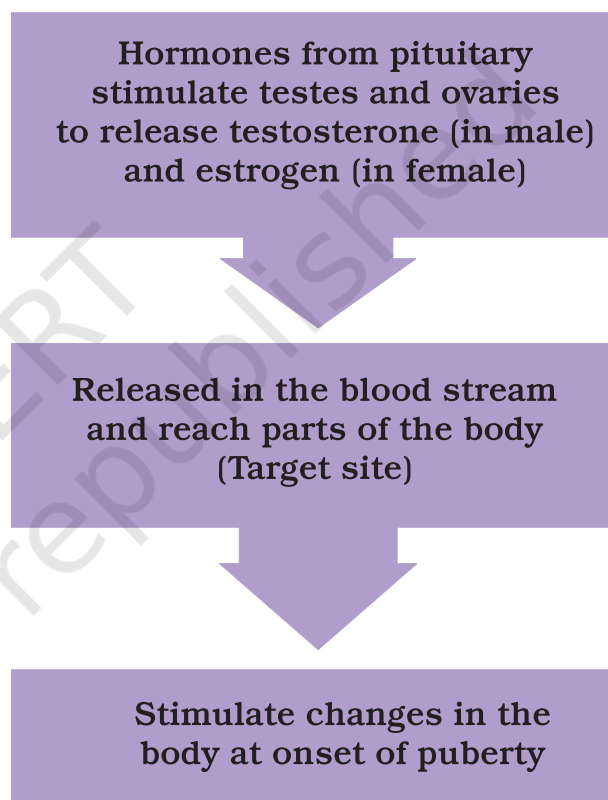 Hormones from pituitary
stimulate testes and ovaries
to release testosterone (in male)
and estrogen (in female)
Released in the blood stream
and reach parts of the body
(Target site)
Stimulate changes in the
body at onset of puberty
ERT
republished